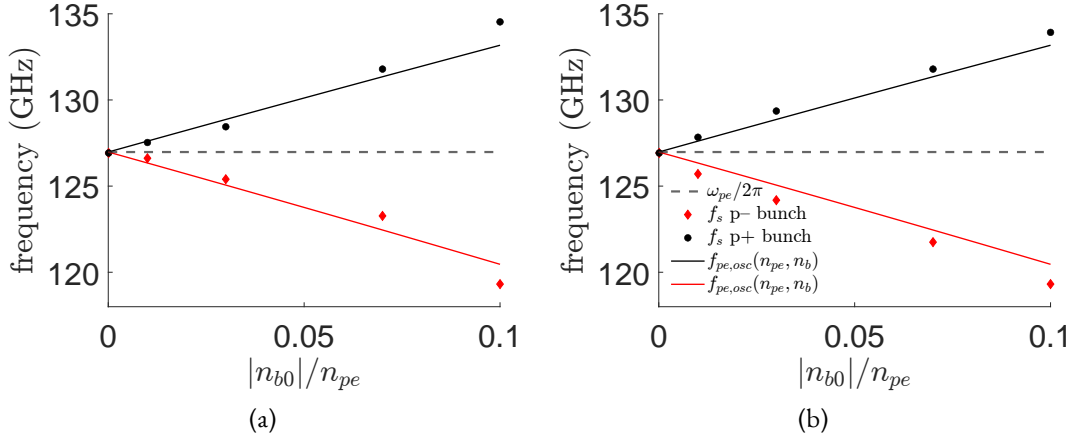 135
130
125
120
0
0.05
0.1
frequency (GHz)
|n_{b0}|/n_{pe}
(a)
135
130
125
120
0
0.05
0.1
frequency (GHz)
|n_{b0}|/n_{pe}
ω_{pe}/2π
f_s p– bunch
f_s p+ bunch
f_{pe,osc}(n_{pe}, n_b)
f_{pe,osc}(n_{pe}, n_b)
(b)